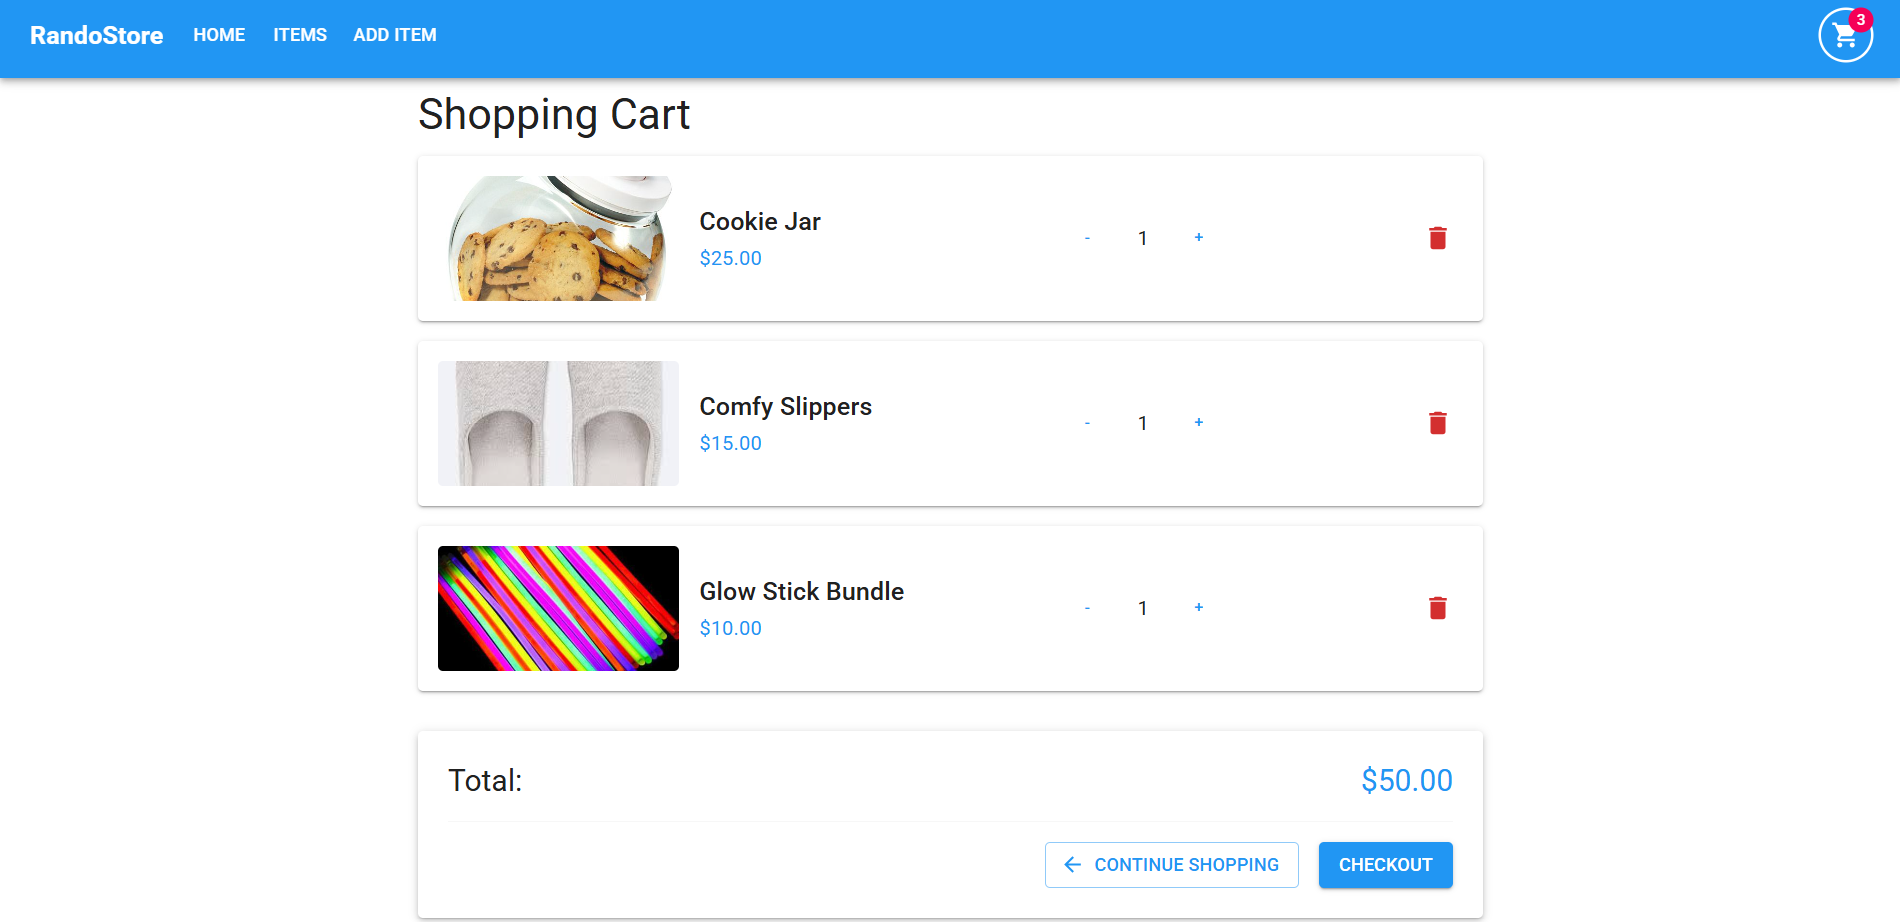 RandoStore HOME ITEMS ADD ITEM 3
Shopping Cart
Cookie Jar
$25.00
- 1 +
Comfy Slippers
$15.00
- 1 +
Glow Stick Bundle
$10.00
- 1 +
Total: $50.00
CONTINUE SHOPPING CHECKOUT